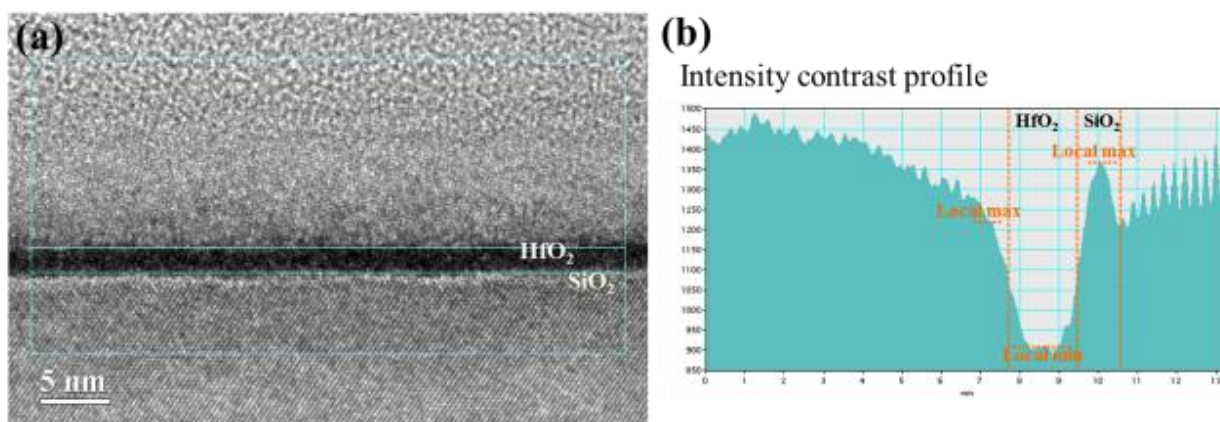 (a)
HfO₂
SiO₂
5 nm
(b)
Intensity contrast profile
1500
1450
1400
1350
1300
1250
1200
1150
1100
1050
1000
950
900
850
HfO₂
SiO₂
Local max
Local max
Local min
0 1 2 3 4 5 6 7 8 9 10 11 12 13
nm